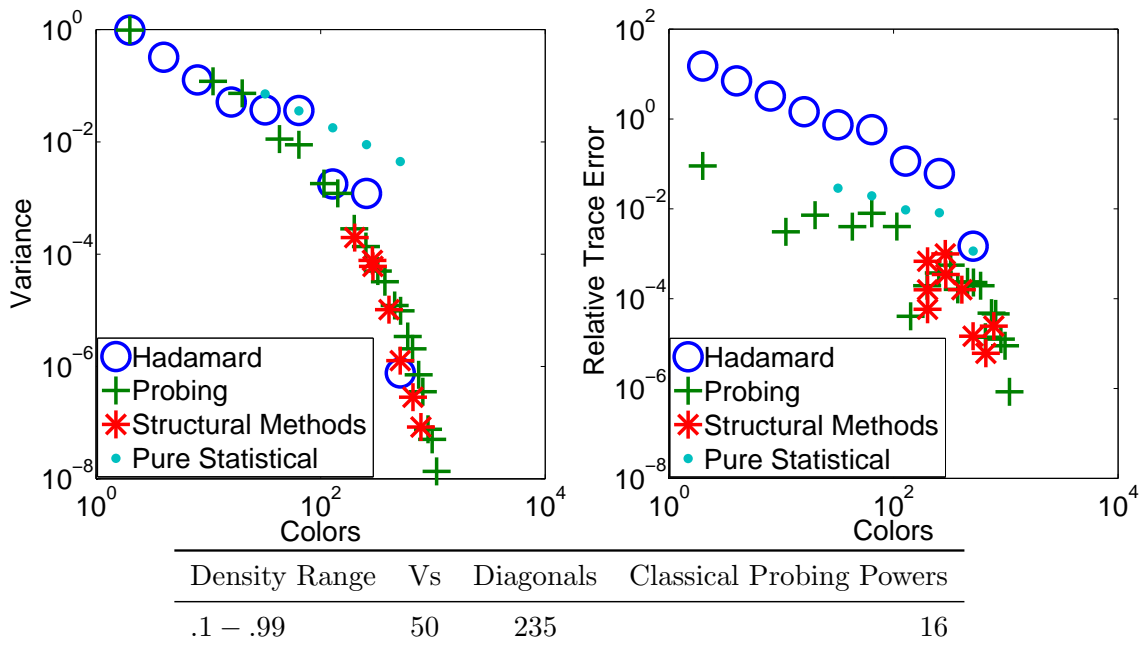 10^0
10^-2
10^-4
10^-6
10^-8
Variance
Hadamard
Probing
Structural Methods
Pure Statistical
10^0
10^2
10^4
Colors
10^2
10^0
10^-2
10^-4
10^-6
10^-8
Relative Trace Error
Hadamard
Probing
Structural Methods
Pure Statistical
10^0
10^2
10^4
Colors
Density Range Vs Diagonals Classical Probing Powers
.1 − .99 50 235 16